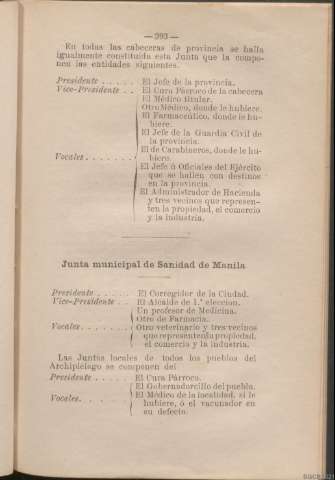 — 293 —
En todas las cabeceras de provincia se halla
igualmente constituida esta Junta que la compo-
nen las entidades siguientes.
Presidente . . . . . . El Jefe de la provincia.
Vice-Presidente . . El Cura Párroco de la cabecera
El Médico titular.
Otro Médico, donde le hubiere.
El Farmacéutico, donde le hu-
biere.
El Jefe de la Guardia Civil de
la provincia.
El de Carabineros, donde le hu-
Vocales . . . . . . . biere.
El Jefe ó Oficiales del Ejército
que se hallen con destinos
en la provincia.
El Administrador de Hacienda
y tres vecinos que represen-
ten la propiedad, el comercio
y la industria.
Junta municipal de Sanidad de Manila
Presidente . . . . . El Corregidor de la Ciudad.
Vice-Presidente . . El Alcalde de 1.ª eleccion.
Un profesor de Medicina.
Otro de Farmacia.
Vocales. . . . . . . . Otro veterinario y tres vecinos
que representen la propiedad,
el comercio y la industria.
Las Juntas locales de todos los pueblos del
Archipiélago se componen del
Presidente . . . . . . El Cura Párroco.
El Gobernadorcillo del pueblo.
El Médico de la localidad, si le
Vocales. . . . . . . . hubiere, ó el vacunador en
su defecto.